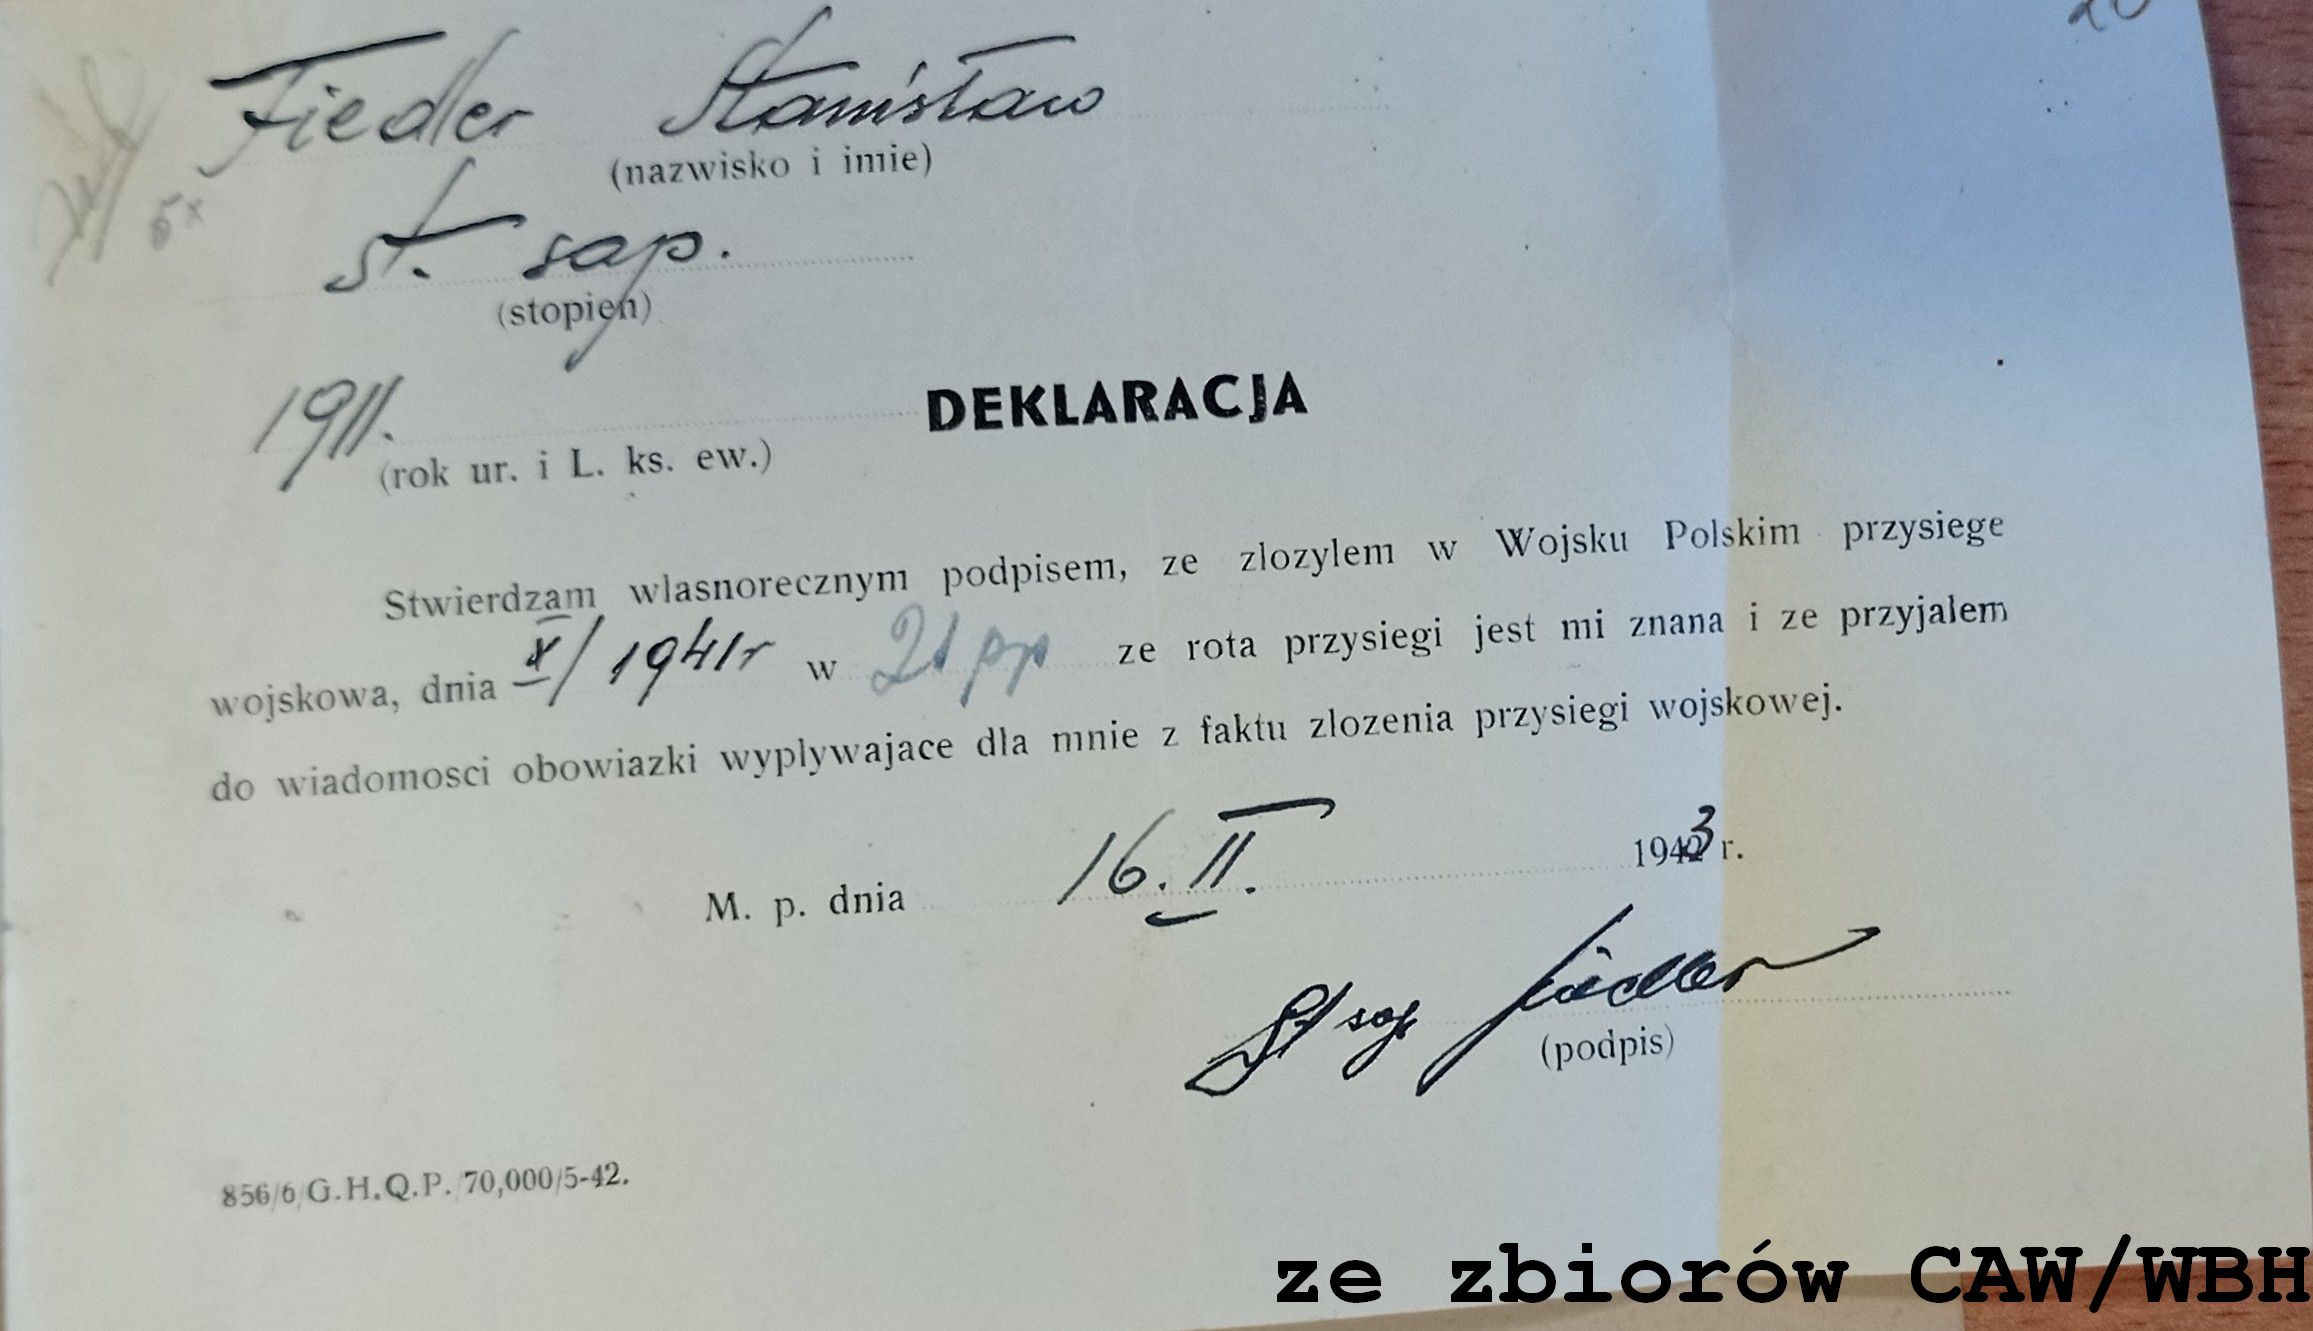 Fiedler Stanisław
(nazwisko i imie)
5x
st. sap.
(stopien)
1911.
DEKLARACJA
(rok ur. i L. ks. ew.)
Stwierdzam wlasnorecznym podpisem, ze zlozylem w Wojsku Polskim przysiege
wojskowa, dnia X/1941r w 21 pp ze rota przysiegi jest mi znana i ze przyjalem
do wiadomosci obowiazki wyplywajace dla mnie z faktu zlozenia przysiegi wojskowej.
M. p. dnia 16.II. 1943 r.
St sap Fiedler
(podpis)
856/6/G.H.Q.P./70,000/5-42.
ze zbiorów CAW/WBH